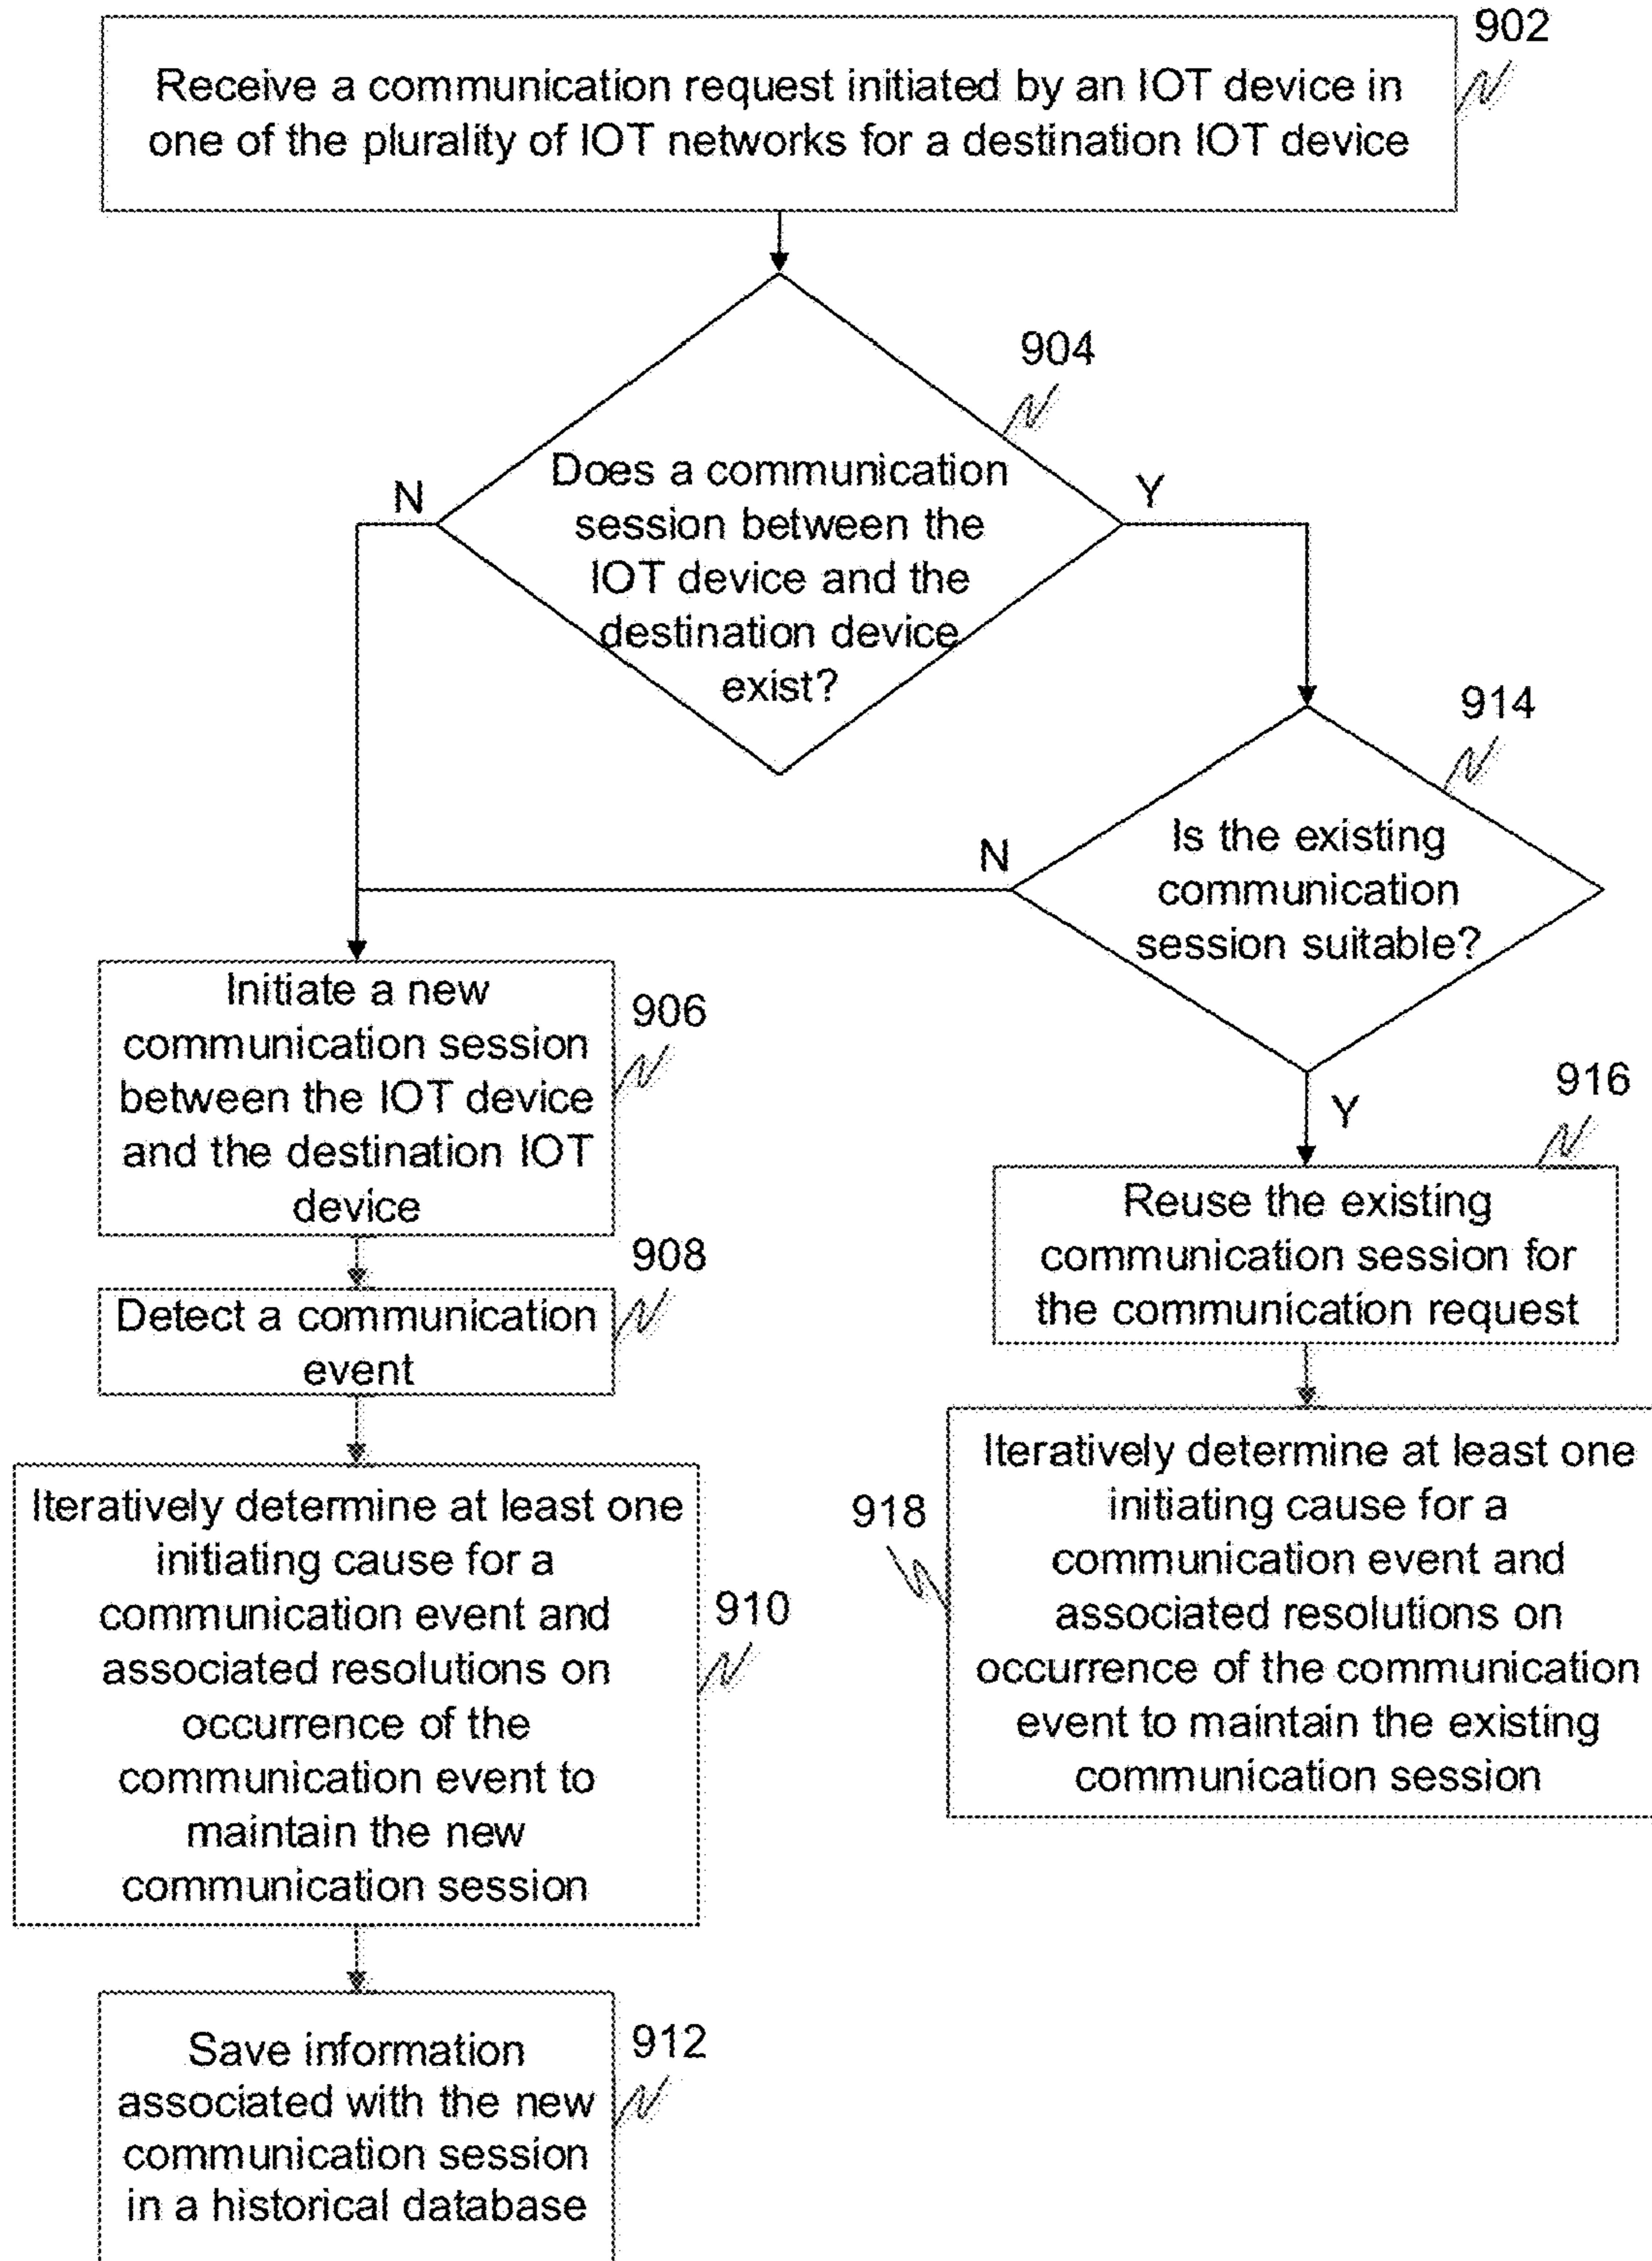 902
Receive a communication request initiated by an IOT device in
one of the plurality of IOT networks for a destination IOT device
904
Does a communication
session between the
IOT device and the
destination device
exist?
N
Y
914
Is the existing
communication
session suitable?
N
Y
906
Initiate a new
communication session
between the IOT device
and the destination IOT
device
908
Detect a communication
event
916
Reuse the existing
communication session for
the communication request
910
Iteratively determine at least one
initiating cause for a
communication event and
associated resolutions on
occurrence of the
communication event to
maintain the new
communication session
918
Iteratively determine at least one
initiating cause for a
communication event and
associated resolutions on
occurrence of the communication
event to maintain the existing
communication session
912
Save information
associated with the new
communication session
in a historical database